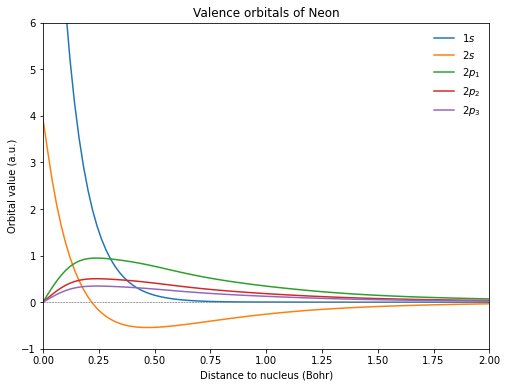 Valence orbitals of Neon
Orbital value (a.u.)
6
5
4
3
2
1
0
−1
1s
2s
2p₁
2p₂
2p₃
0.00 0.25 0.50 0.75 1.00 1.25 1.50 1.75 2.00
Distance to nucleus (Bohr)